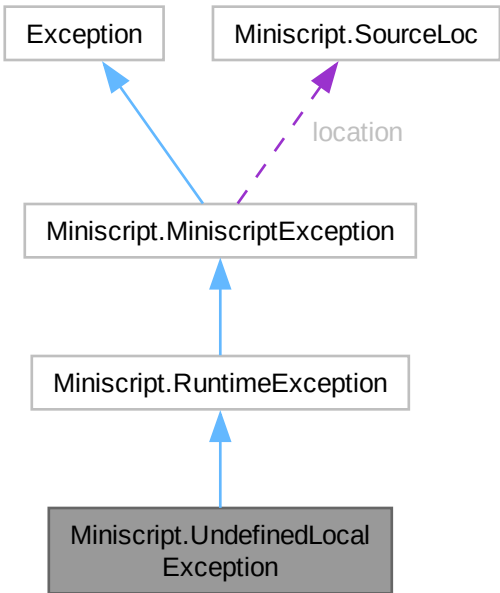 Exception
Miniscript.SourceLoc
location
Miniscript.MiniscriptException
Miniscript.RuntimeException
Miniscript.UndefinedLocal
Exception